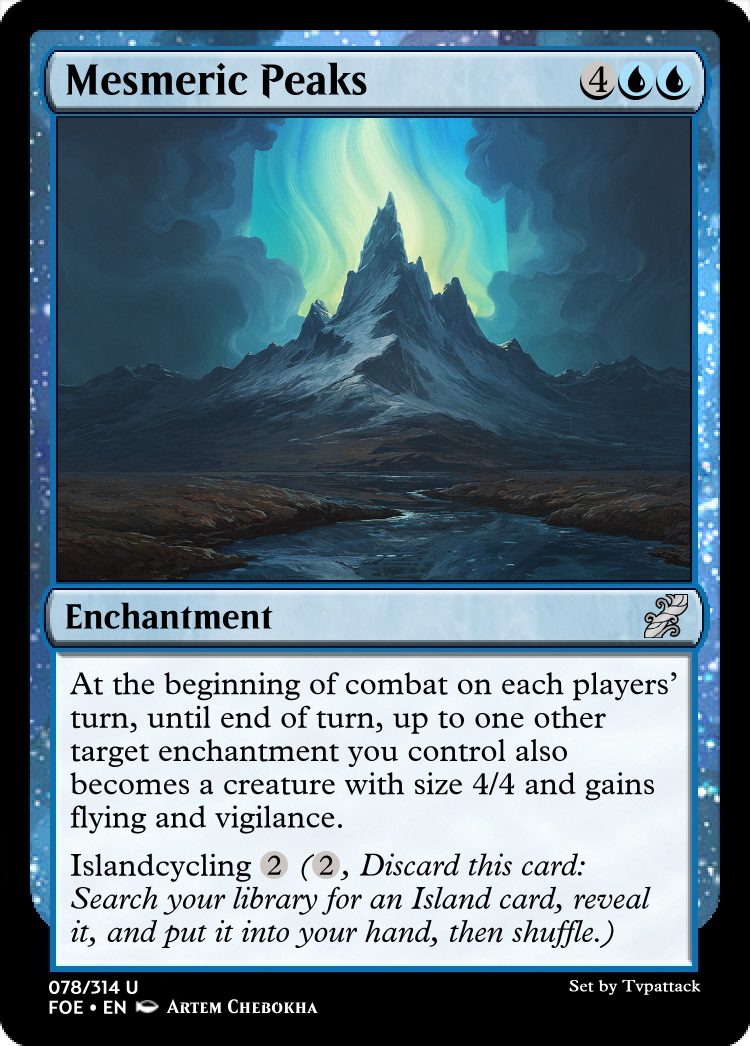 Mesmeric Peaks 4
Enchantment
At the beginning of combat on each players’
turn, until end of turn, up to one other
target enchantment you control also
becomes a creature with size 4/4 and gains
flying and vigilance.
Islandcycling 2 (2, Discard this card:
Search your library for an Island card, reveal
it, and put it into your hand, then shuffle.)
078/314 U
Set by Tvpattack
FOE • EN ARTEM CHEBOKHA